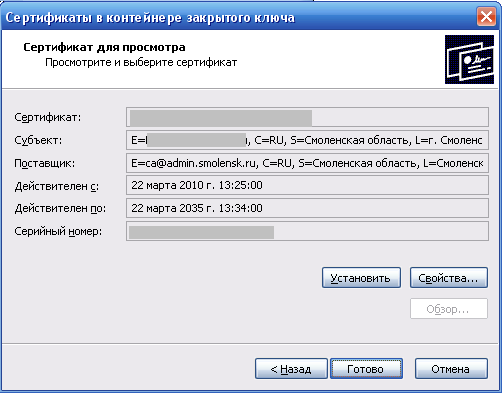 Сертификаты в контейнере закрытого ключа
Сертификат для просмотра
Просмотрите и выберите сертификат
Сертификат:
Субъект: E= , C=RU, S=Смоленская область, L=г. Смоленс
Поставщик: E=ca@admin.smolensk.ru, C=RU, S=Смоленская область, L=Смоленск
Действителен с: 22 марта 2010 г. 13:25:00
Действителен по: 22 марта 2035 г. 13:34:00
Серийный номер:
Установить Свойства...
Обзор...
< Назад Готово Отмена